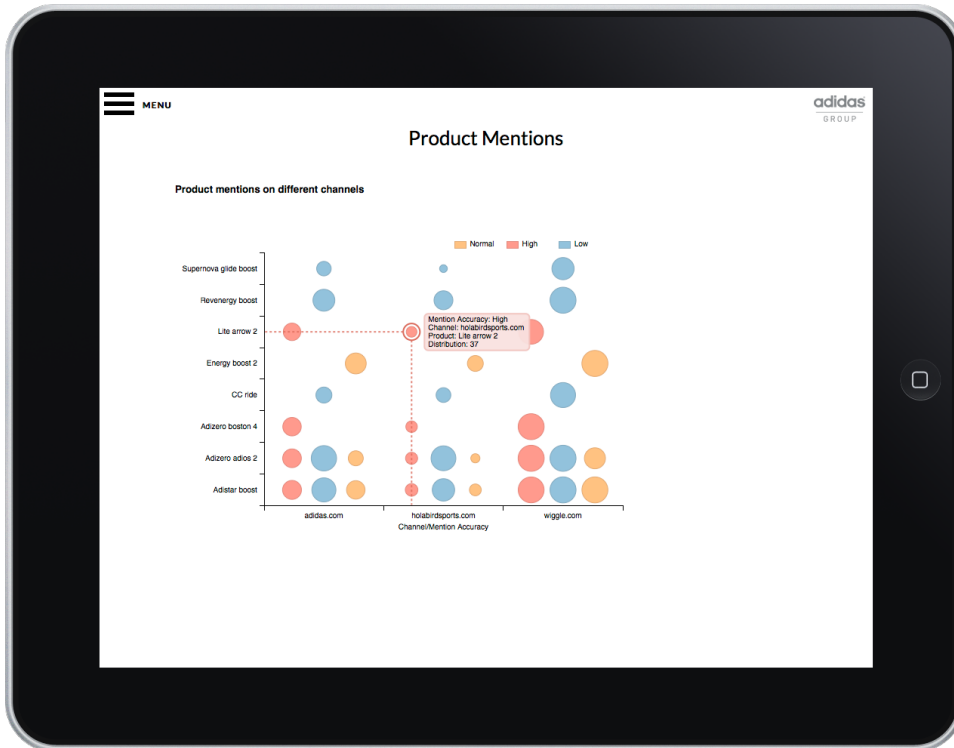 MENU
adidas
GROUP
Product Mentions
Product mentions on different channels
Normal
High
Low
Supernova glide boost
Revenergy boost
Lite arrow 2
Energy boost 2
CC ride
Adizero boston 4
Adizero adios 2
Adistar boost
Mention Accuracy: High
Channel: holabirdsports.com
Product: Lite arrow 2
Distribution: 37
adidas.com
holabirdsports.com
wiggle.com
Channel/Mention Accuracy